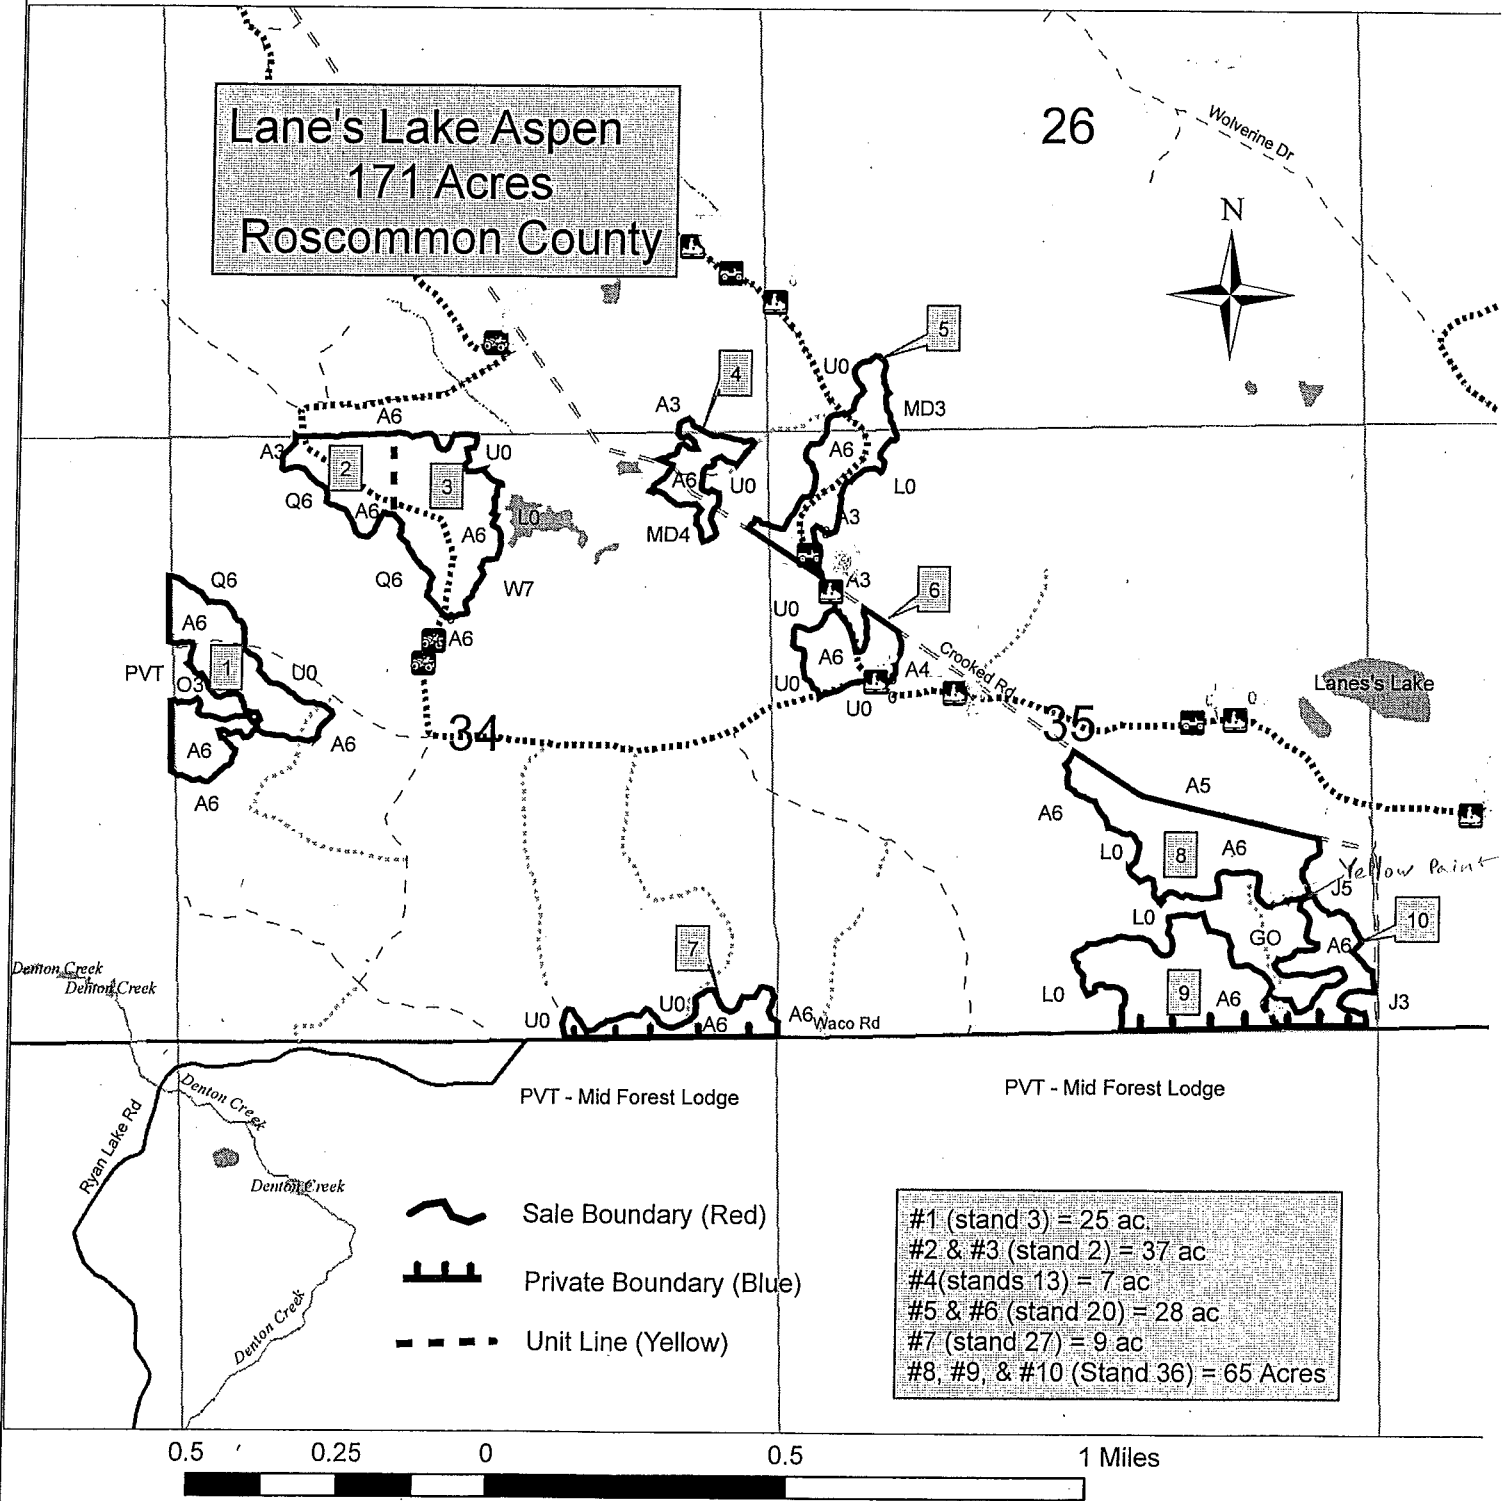 Lane's Lake Aspen
171 Acres
Roscommon County
26
Wolverine Dr
N
5
4
U0
A3
MD3
A6
A3
2
3
U0
A6
A6
U0
L0
Q6
A6
L0
A3
MD4
A6
Q6
W7
A3
6
U0
Q6
A6
A6
A6
Crooked Rd
A4
PVT
1
U0
O3
U0
U0
Lanes's Lake
0
34
35
A6
A6
A6
A5
A6
L0
8
A6
Yellow Paint
J5
10
L0
GO
A6
7
Denton Creek
Denton Creek
U0
U0
A6
A6
Waco Rd
L0
9
A6
J3
PVT - Mid Forest Lodge
PVT - Mid Forest Lodge
Denton Creek
Ryan Lake Rd
Denton Creek
Denton Creek
Sale Boundary (Red)
Private Boundary (Blue)
Unit Line (Yellow)
#1 (stand 3) = 25 ac.
#2 & #3 (stand 2) = 37 ac
#4(stands 13) = 7 ac
#5 & #6 (stand 20) = 28 ac
#7 (stand 27) = 9 ac
#8, #9, & #10 (Stand 36) = 65 Acres
0.5 0.25 0 0.5 1 Miles